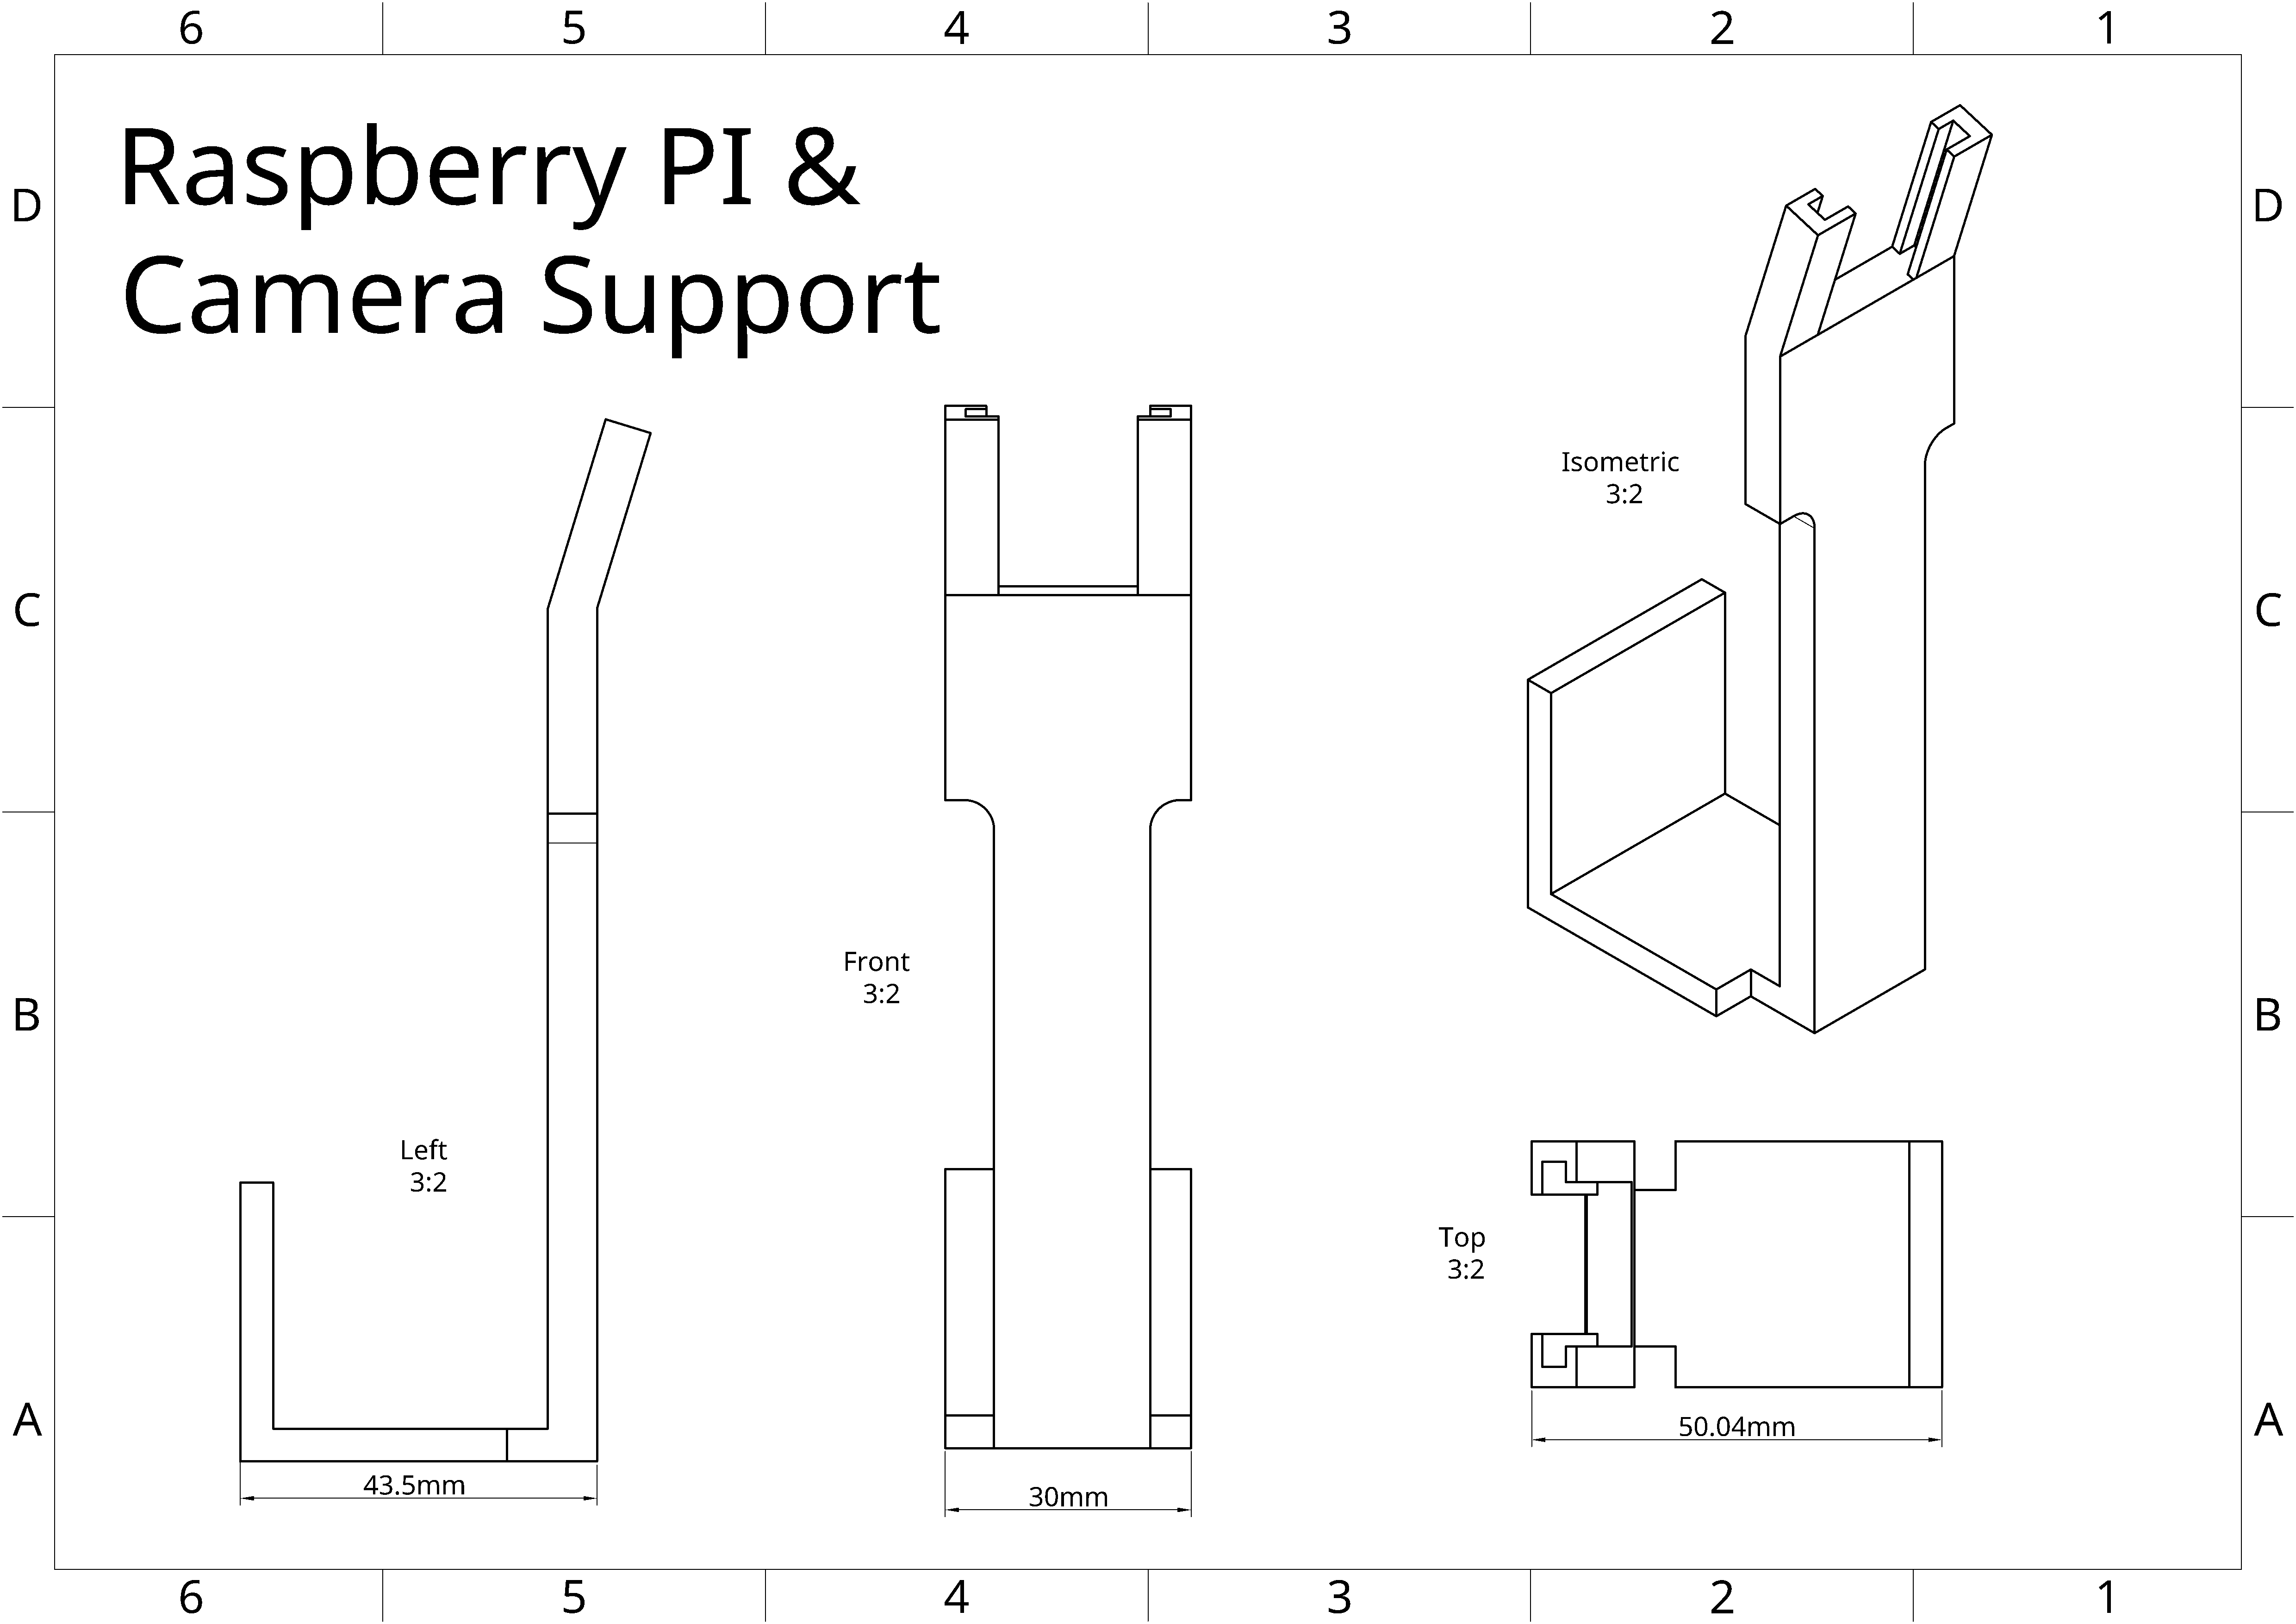 6 5 4 3 2 1
Raspberry PI &
Camera Support
D D
Isometric
3:2
C C
Front
3:2
B B
Left
3:2
Top
3:2
A A
50.04mm
43.5mm
30mm
6 5 4 3 2 1